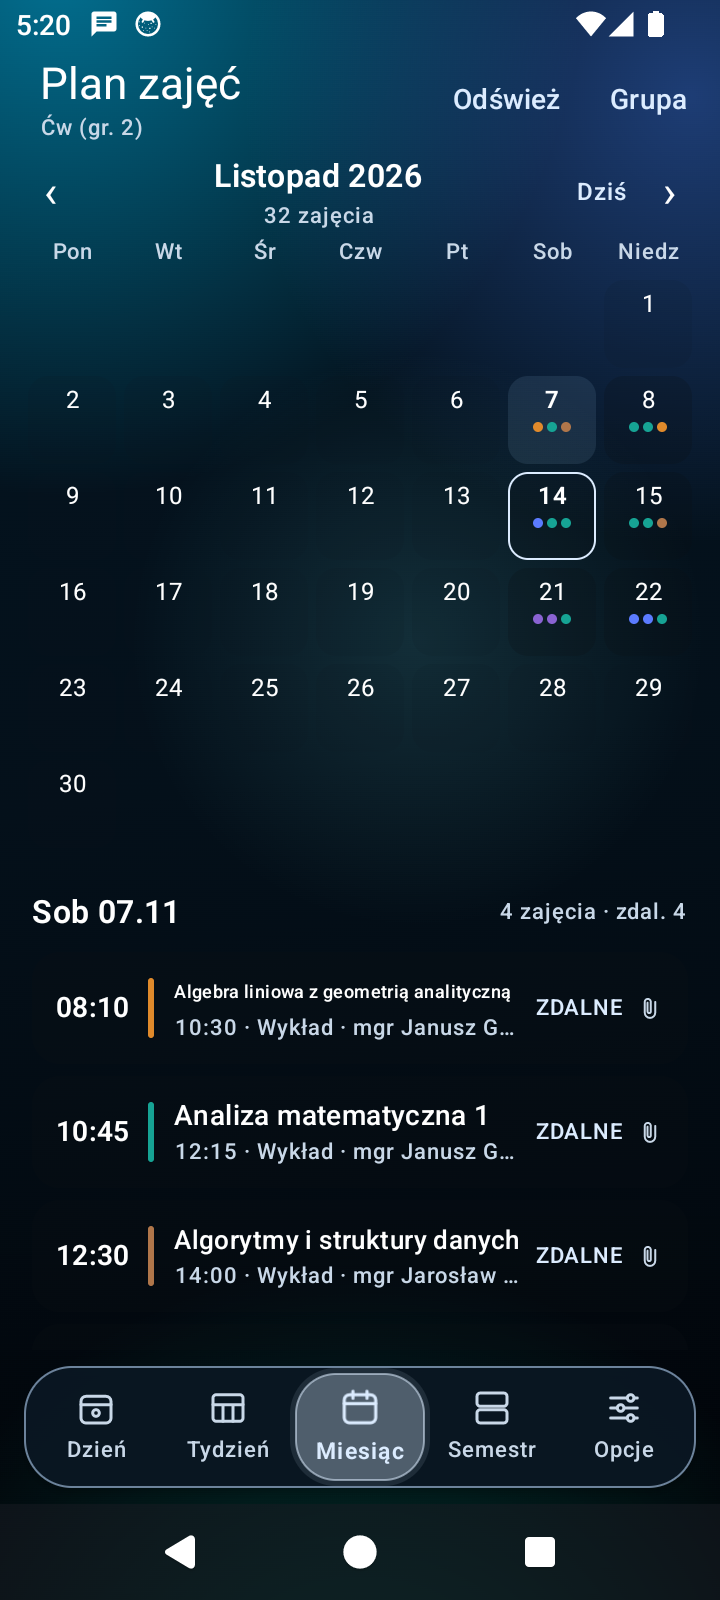 5:20
Plan zajęć
Odśwież
Grupa
Ćw (gr. 2)
‹
Listopad 2026
Dziś
›
32 zajęcia
Pon Wt Śr Czw Pt Sob Niedz
1
2 3 4 5 6 7 8
9 10 11 12 13 14 15
16 17 18 19 20 21 22
23 24 25 26 27 28 29
30
Sob 07.11
4 zajęcia · zdal. 4
08:10
Algebra liniowa z geometrią analityczną
10:30 · Wykład · mgr Janusz G…
ZDALNE
10:45
Analiza matematyczna 1
12:15 · Wykład · mgr Janusz G…
ZDALNE
12:30
Algorytmy i struktury danych
14:00 · Wykład · mgr Jarosław …
ZDALNE
Dzień
Tydzień
Miesiąc
Semestr
Opcje